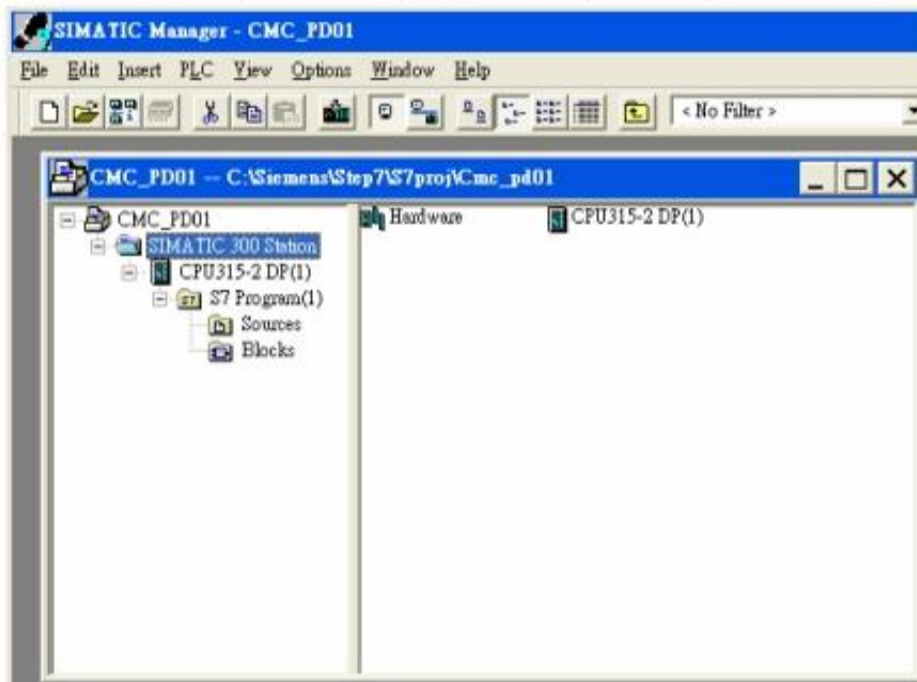 SIMATIC Manager - CMC_PD01
File Edit Insert PLC View Options Window Help
< No Filter >
CMC_PD01 -- C:\Siemens\Step7\S7proj\Cmc_pd01
CMC_PD01
SIMATIC 300 Station
CPU315-2 DP(1)
S7 Program(1)
Sources
Blocks
Hardware
CPU315-2 DP(1)